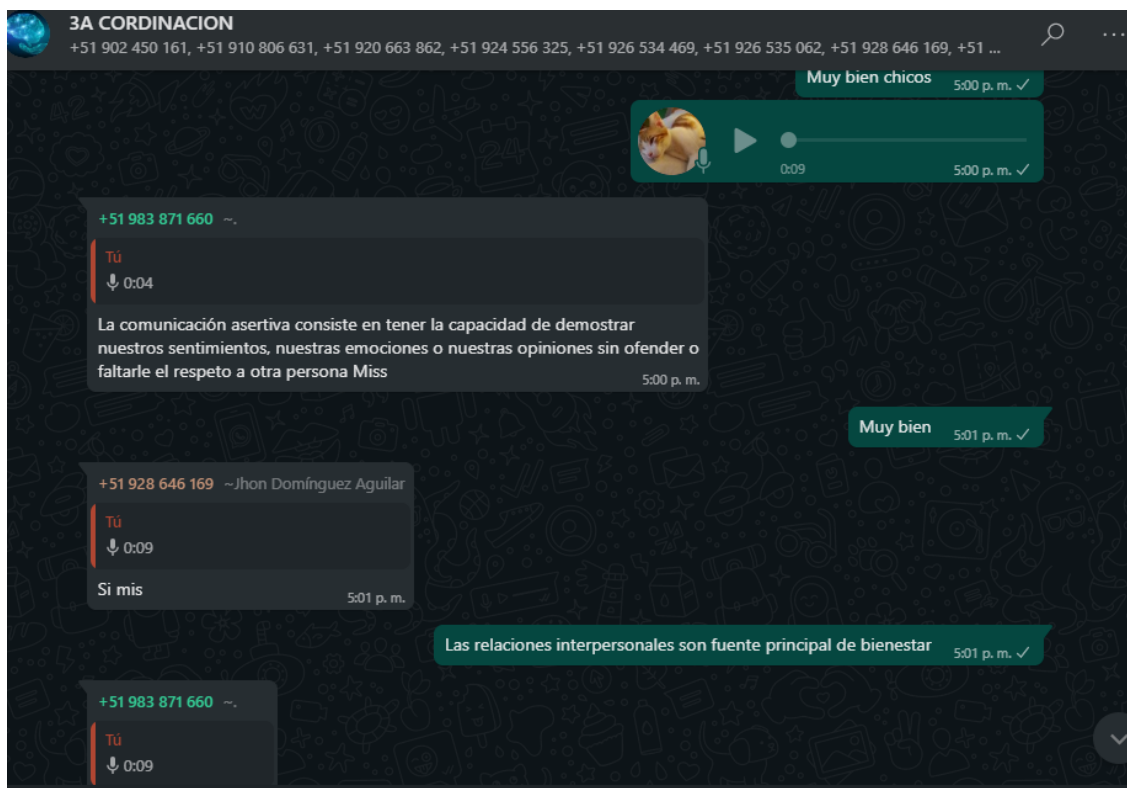 3A CORDINACION
+51 902 450 161, +51 910 806 631, +51 920 663 862, +51 924 556 325, +51 926 534 469, +51 926 535 062, +51 928 646 169, +51 ...
Muy bien chicos 5:00 p. m.
0:09 5:00 p. m.
+51 983 871 660 ~.
Tú
0:04
La comunicación asertiva consiste en tener la capacidad de demostrar
nuestros sentimientos, nuestras emociones o nuestras opiniones sin ofender o
faltarle el respeto a otra persona Miss 5:00 p. m.
Muy bien 5:01 p. m.
+51 928 646 169 ~Jhon Domínguez Aguilar
Tú
0:09
Si mis 5:01 p. m.
Las relaciones interpersonales son fuente principal de bienestar 5:01 p. m.
+51 983 871 660 ~.
Tú
0:09